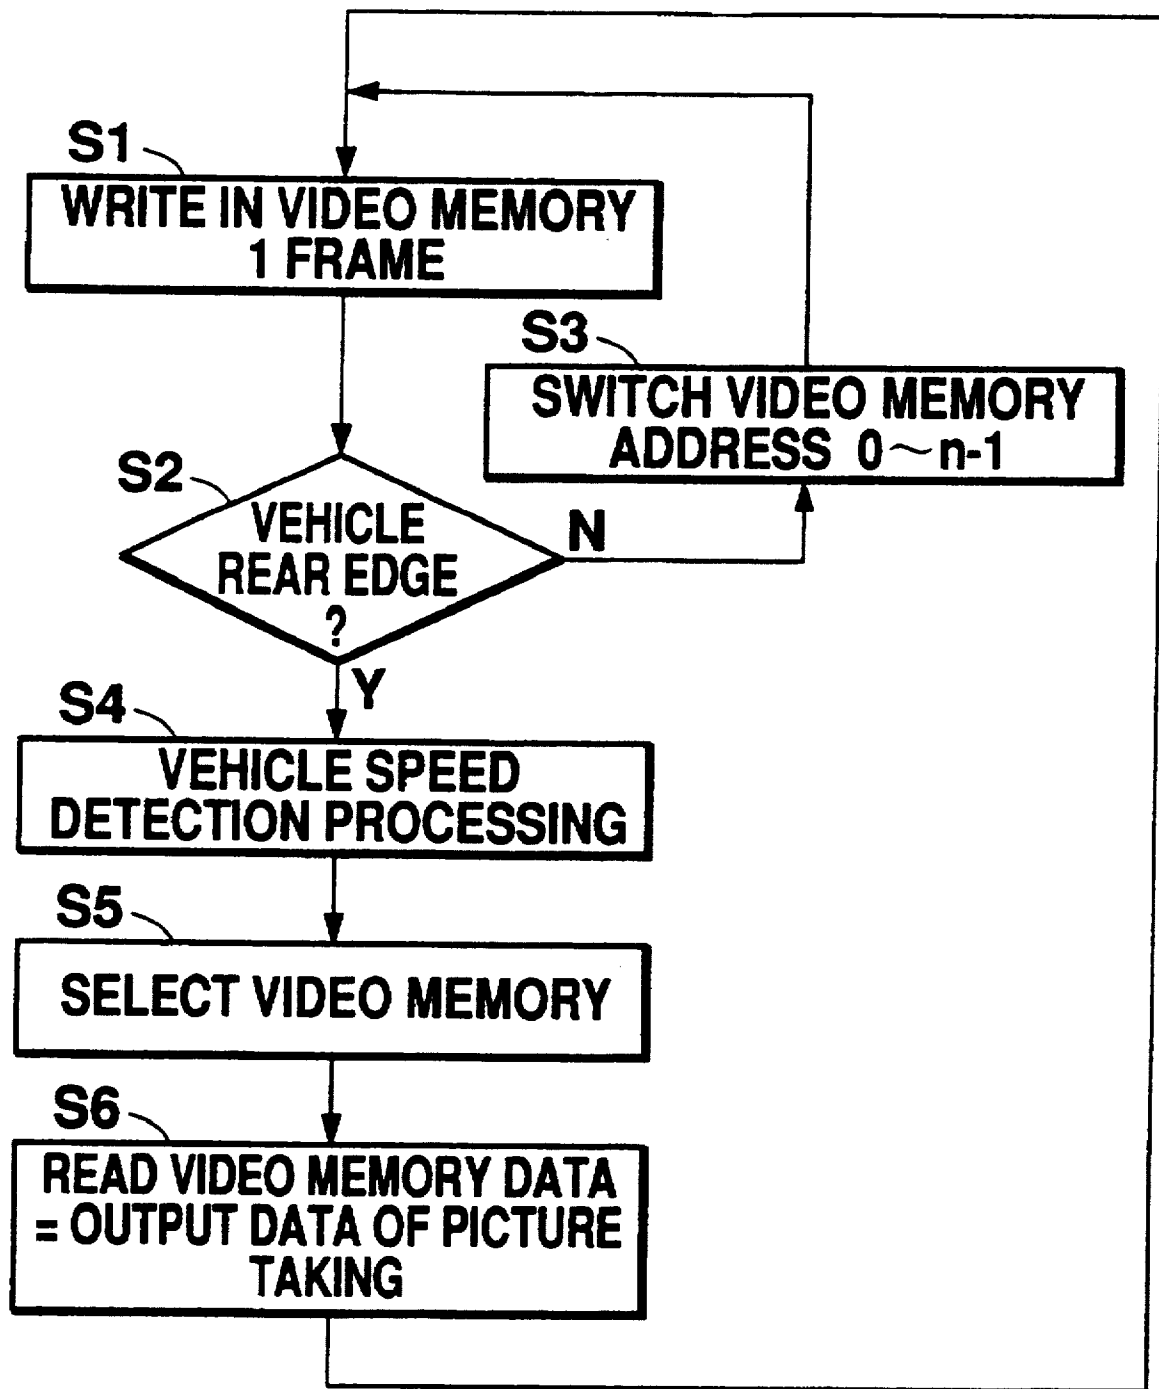 S1
WRITE IN VIDEO MEMORY
1 FRAME
S3
SWITCH VIDEO MEMORY
ADDRESS 0~n-1
S2
VEHICLE
REAR EDGE
?
N
Y
S4
VEHICLE SPEED
DETECTION PROCESSING
S5
SELECT VIDEO MEMORY
S6
READ VIDEO MEMORY DATA
= OUTPUT DATA OF PICTURE
TAKING